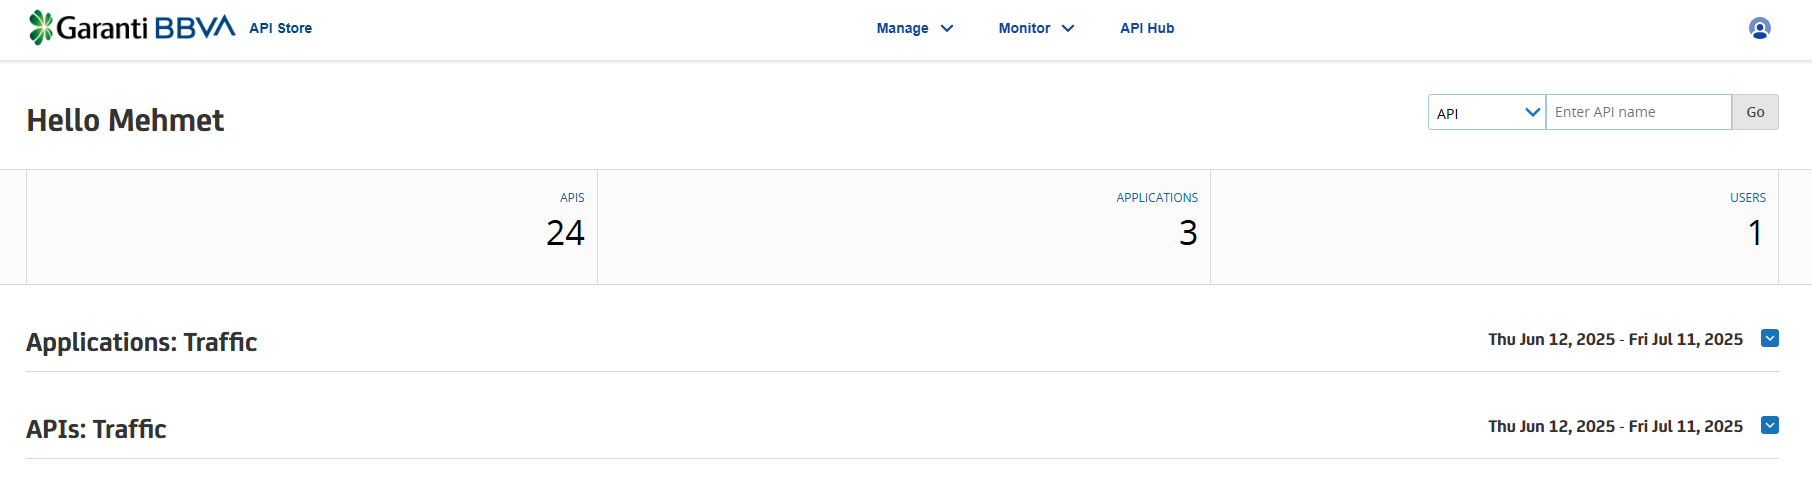 Garanti BBVA API Store Manage Monitor API Hub
Hello Mehmet
API Enter API name Go
APIS
24
APPLICATIONS
3
USERS
1
Applications: Traffic
Thu Jun 12, 2025 - Fri Jul 11, 2025
APIs: Traffic
Thu Jun 12, 2025 - Fri Jul 11, 2025